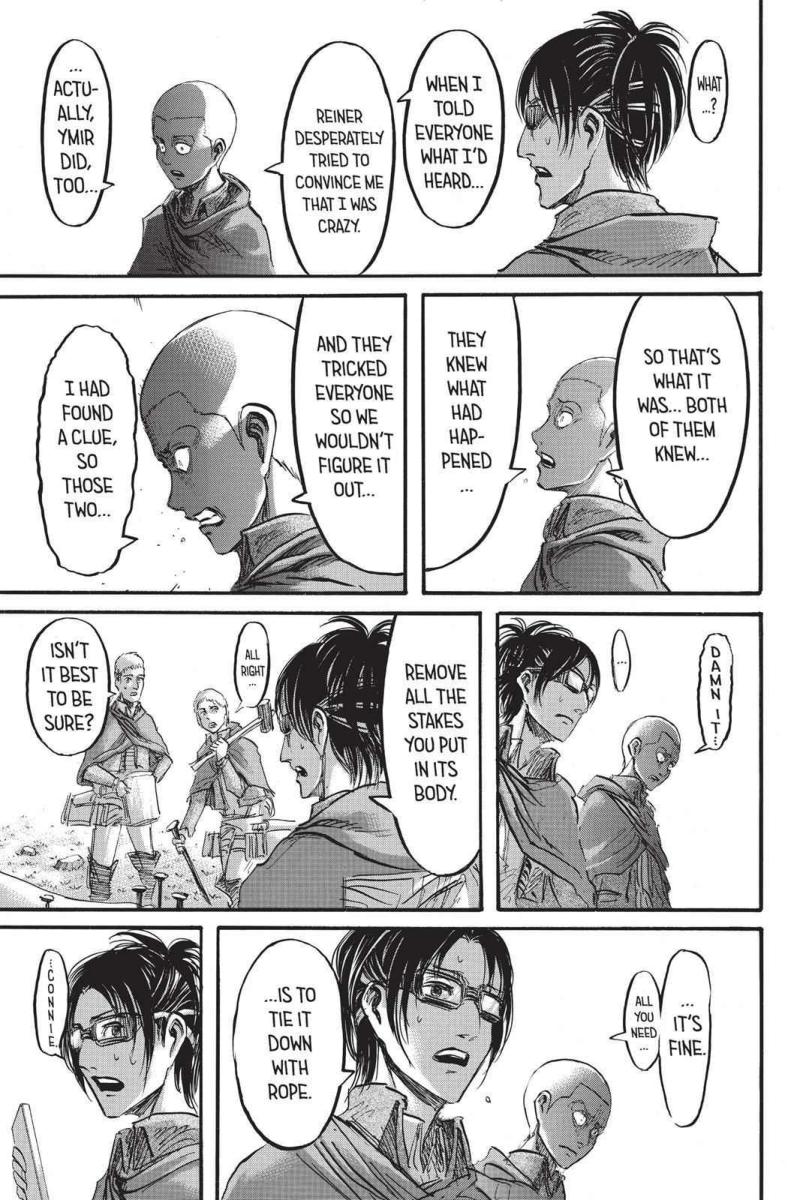 WHAT
...?
WHEN I
TOLD
EVERYONE
WHAT I'D
HEARD...
REINER
DESPERATELY
TRIED TO
CONVINCE ME
THAT I WAS
CRAZY.
...
ACTU-
ALLY,
YMIR
DID,
TOO...
SO THAT'S
WHAT IT
WAS... BOTH
OF THEM
KNEW...
THEY
KNEW
WHAT
HAD
HAP-
PENED
...
AND THEY
TRICKED
EVERYONE
SO WE
WOULDN'T
FIGURE IT
OUT...
I HAD
FOUND
A CLUE,
SO
THOSE
TWO...
DAMN IT...
...
REMOVE
ALL THE
STAKES
YOU PUT
IN ITS
BODY.
ALL
RIGHT
...
ISN'T
IT BEST
TO BE
SURE?
...
IT'S
FINE.
ALL
YOU
NEED
...
...IS TO
TIE IT
DOWN
WITH
ROPE.
...CONNIE.